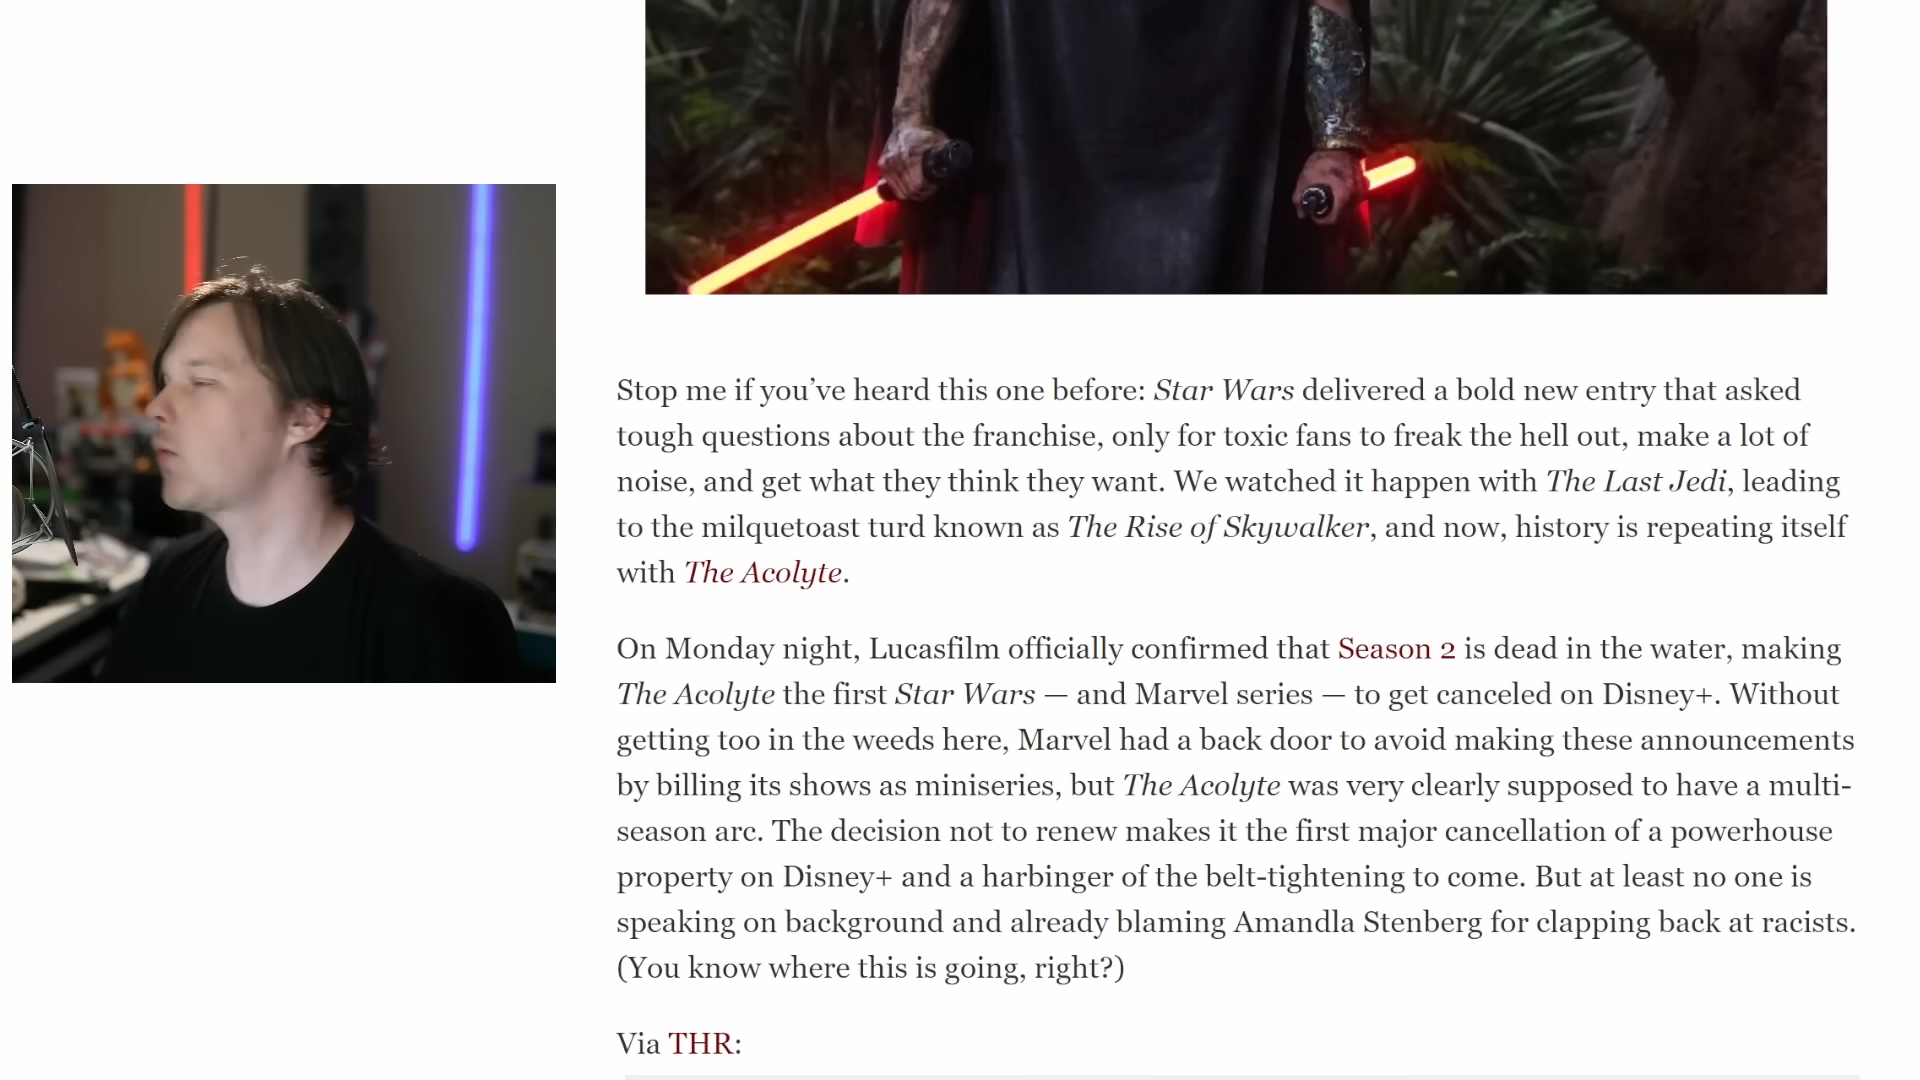 Stop me if you’ve heard this one before: Star Wars delivered a bold new entry that asked
tough questions about the franchise, only for toxic fans to freak the hell out, make a lot of
noise, and get what they think they want. We watched it happen with The Last Jedi, leading
to the milquetoast turd known as The Rise of Skywalker, and now, history is repeating itself
with The Acolyte.
On Monday night, Lucasfilm officially confirmed that Season 2 is dead in the water, making
The Acolyte the first Star Wars — and Marvel series — to get canceled on Disney+. Without
getting too in the weeds here, Marvel had a back door to avoid making these announcements
by billing its shows as miniseries, but The Acolyte was very clearly supposed to have a multi-
season arc. The decision not to renew makes it the first major cancellation of a powerhouse
property on Disney+ and a harbinger of the belt-tightening to come. But at least no one is
speaking on background and already blaming Amandla Stenberg for clapping back at racists.
(You know where this is going, right?)
Via THR: